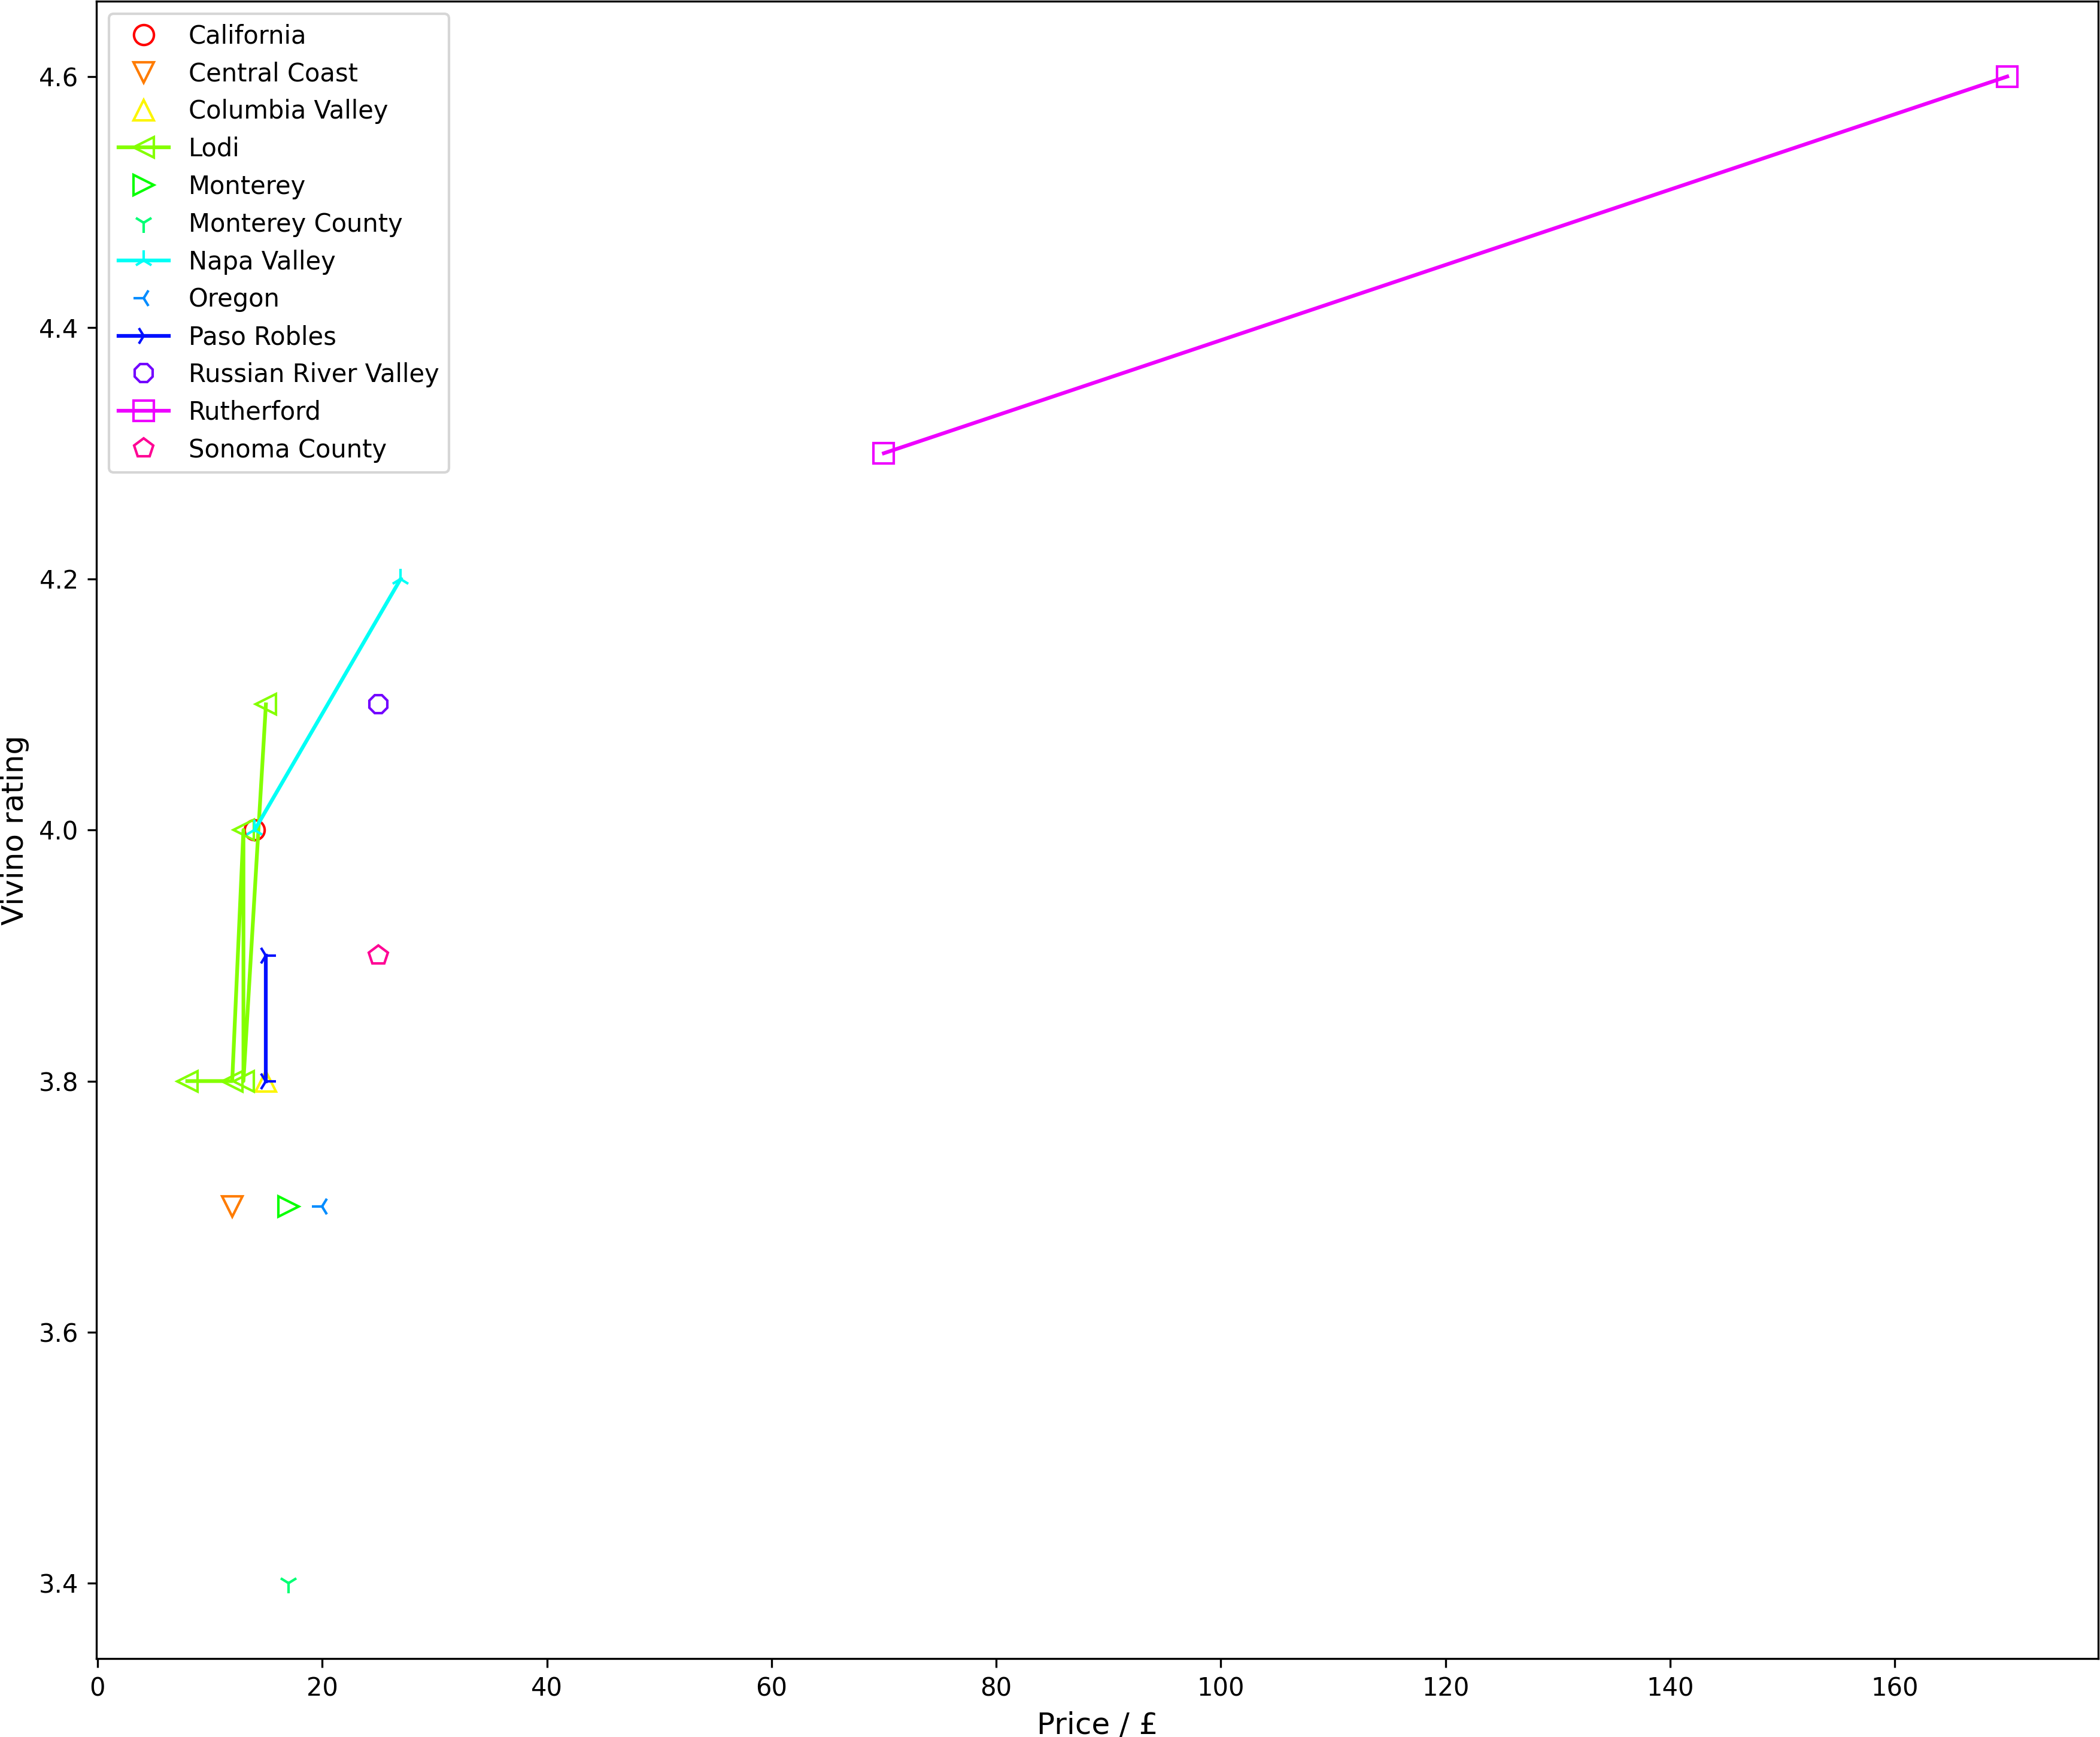 California
Central Coast
Columbia Valley
Lodi
Monterey
Monterey County
Napa Valley
Oregon
Paso Robles
Russian River Valley
Rutherford
Sonoma County
4.6
4.4
4.2
4.0
3.8
3.6
3.4
Vivino rating
0 20 40 60 80 100 120 140 160
Price / £